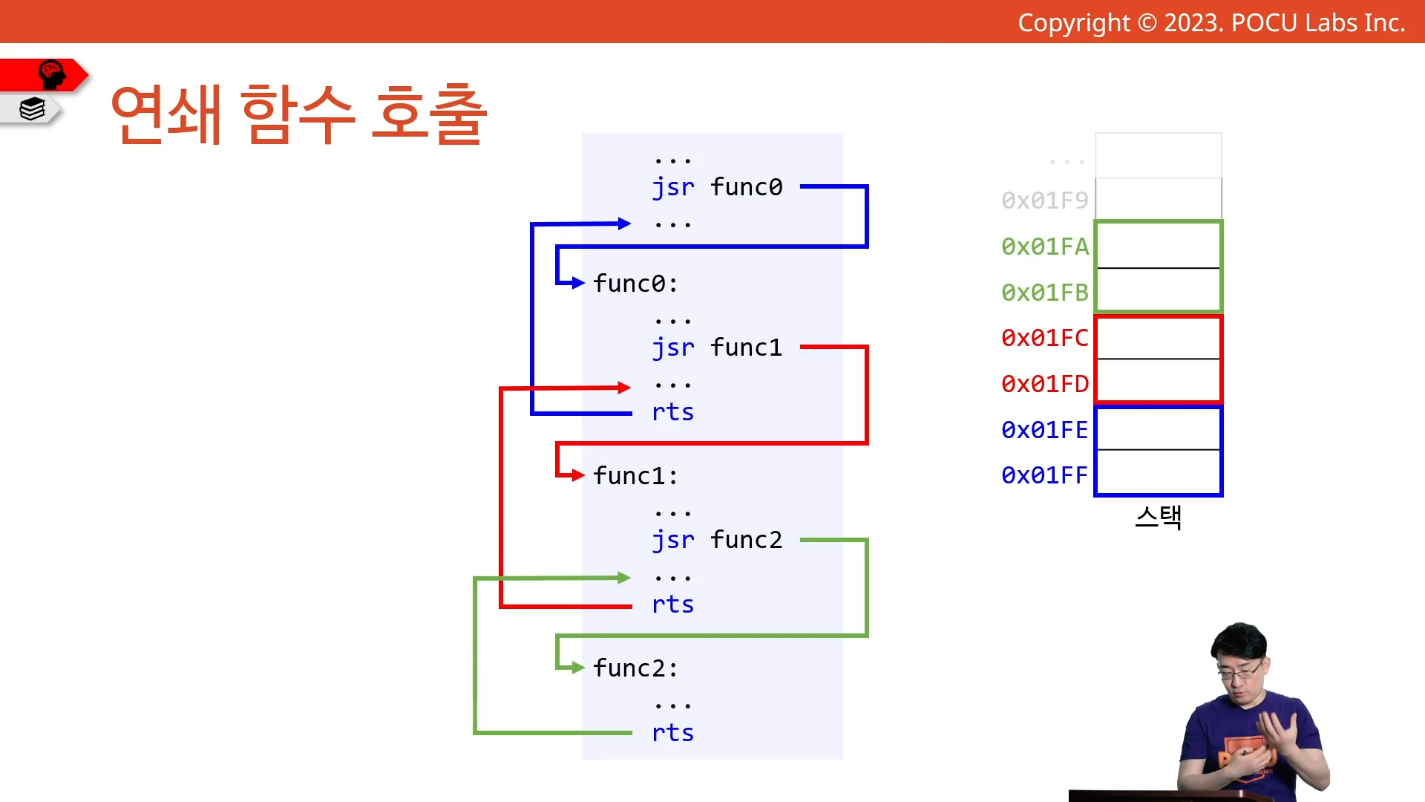 Copyright © 2023. POCU Labs Inc.
연쇄 함수 호출
...
jsr func0
...
func0:
...
jsr func1
...
rts
func1:
...
jsr func2
...
rts
func2:
...
rts
...
0x01F9
0x01FA
0x01FB
0x01FC
0x01FD
0x01FE
0x01FF
스택